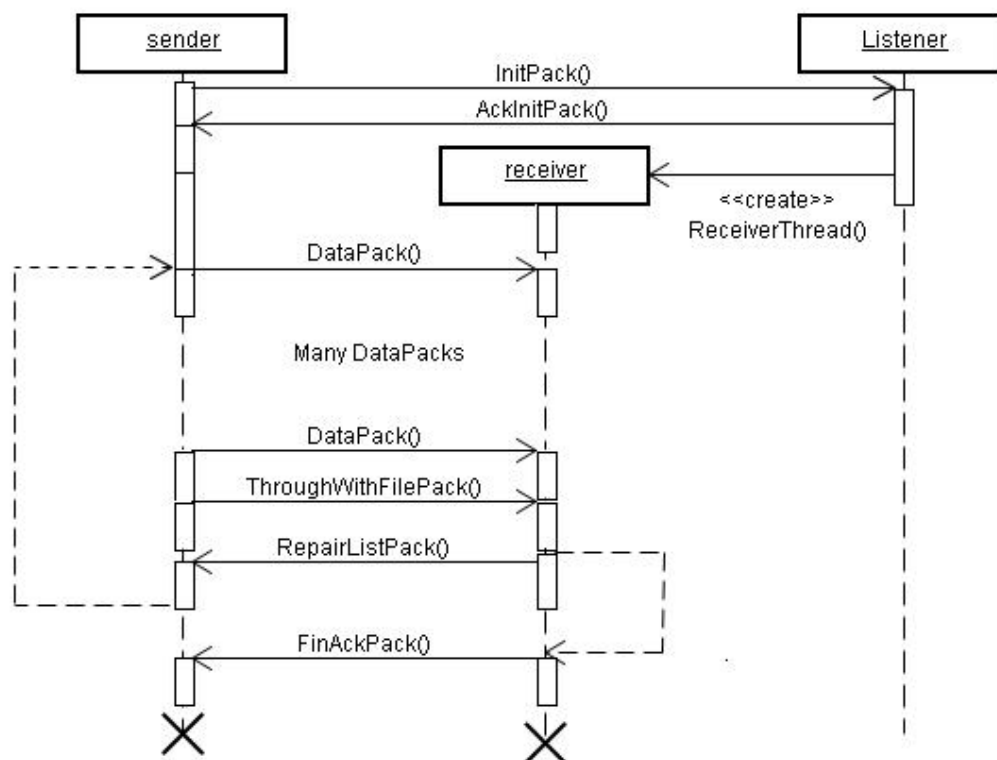 sender
Listener
InitPack()
AckInitPack()
receiver
<<create>>
ReceiverThread()
DataPack()
Many DataPacks
DataPack()
ThroughWithFilePack()
RepairListPack()
FinAckPack()